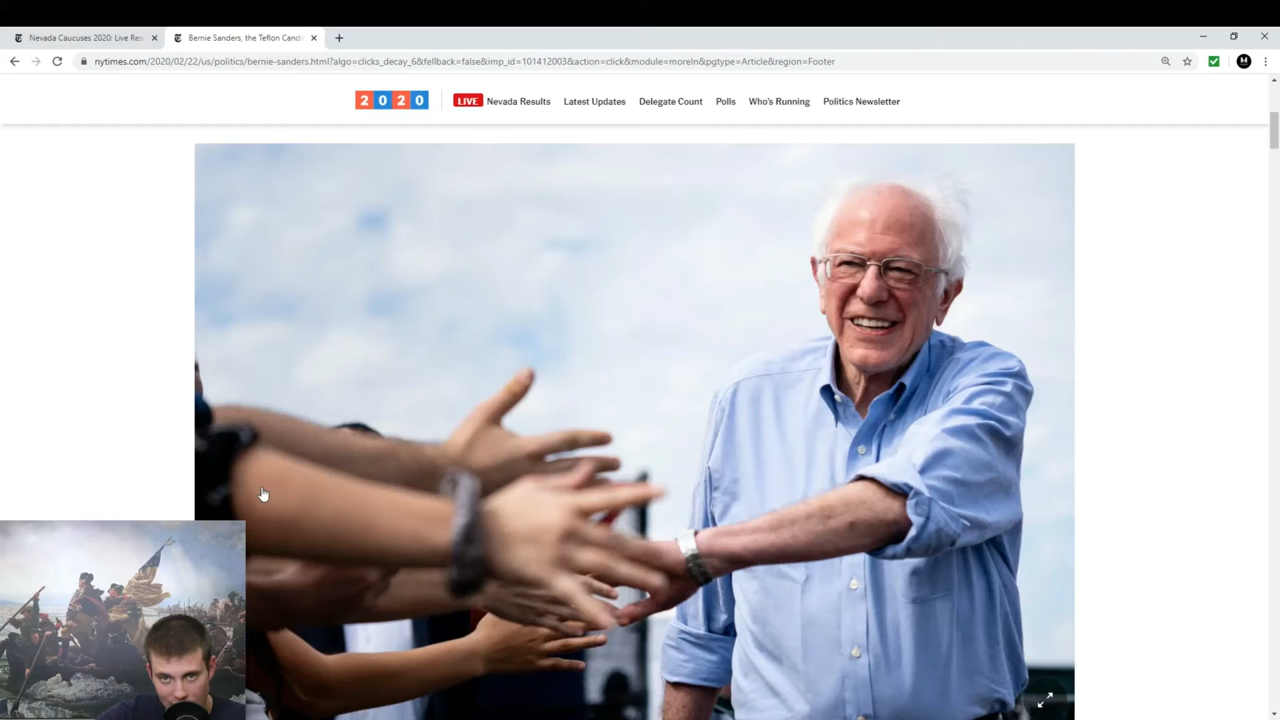 Nevada Caucuses 2020: Live Res
Bernie Sanders, the Teflon Candi
nytimes.com/2020/02/22/us/politics/bernie-sanders.html?algo=clicks_decay_6&fellback=false&imp_id=101412003&action=click&module=moreIn&pgtype=Article&region=Footer
2020
LIVE Nevada Results Latest Updates Delegate Count Polls Who's Running Politics Newsletter